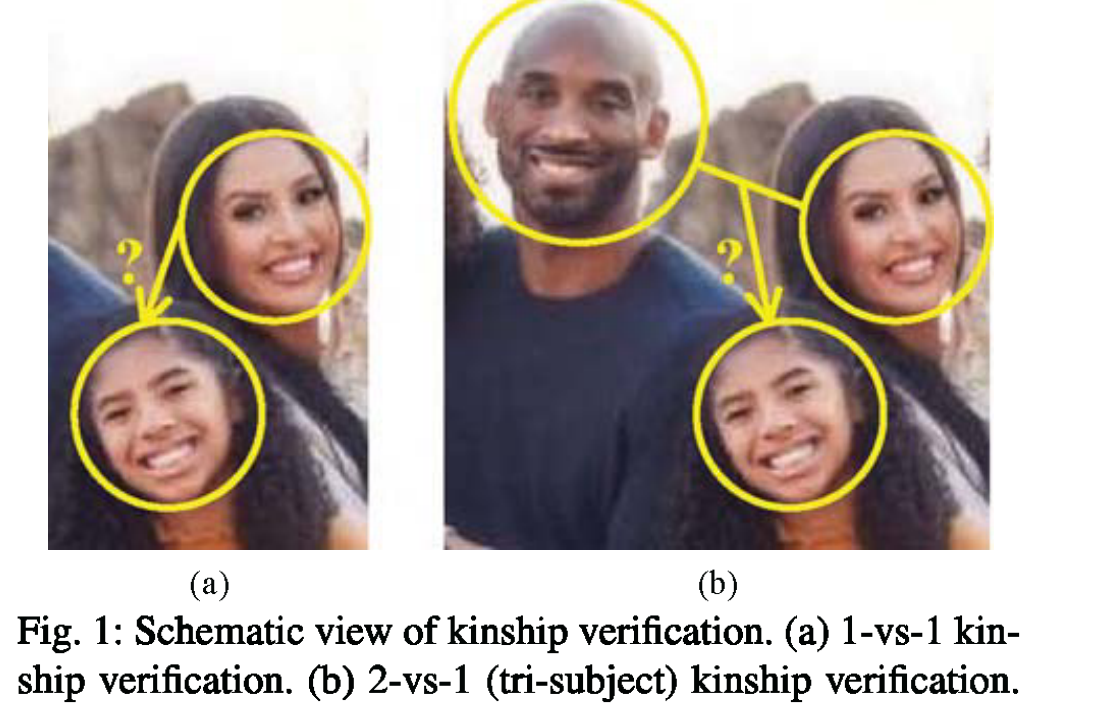 ?
?
(a)
(b)
Fig. 1: Schematic view of kinship verification. (a) 1-vs-1 kin-
ship verification. (b) 2-vs-1 (tri-subject) kinship verification.